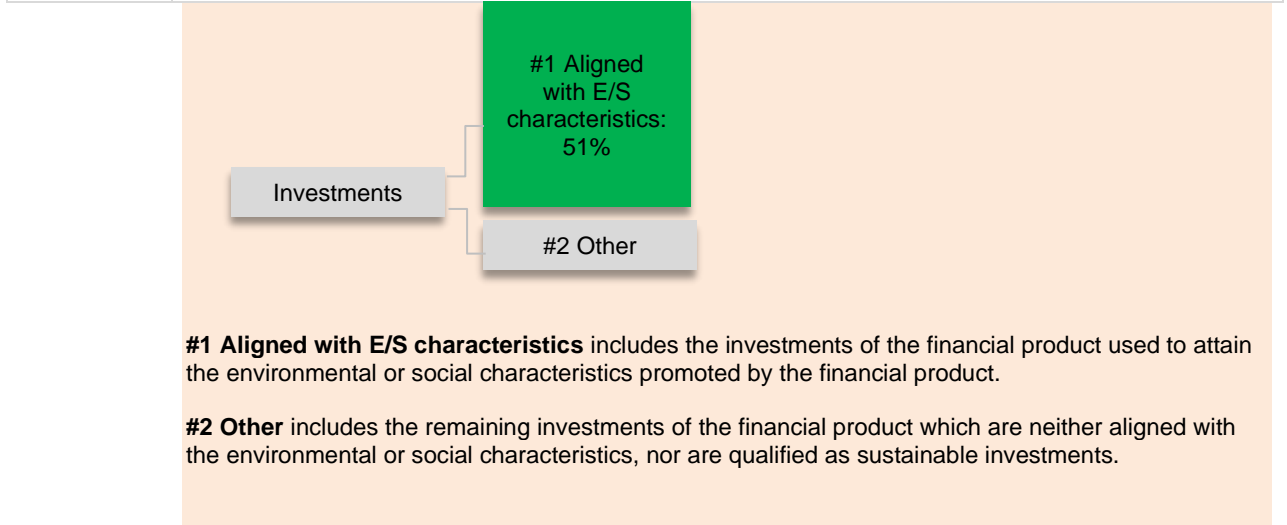 #1 Aligned
with E/S
characteristics:
51%
Investments
#2 Other
#1 Aligned with E/S characteristics includes the investments of the financial product used to attain
the environmental or social characteristics promoted by the financial product.
#2 Other includes the remaining investments of the financial product which are neither aligned with
the environmental or social characteristics, nor are qualified as sustainable investments.